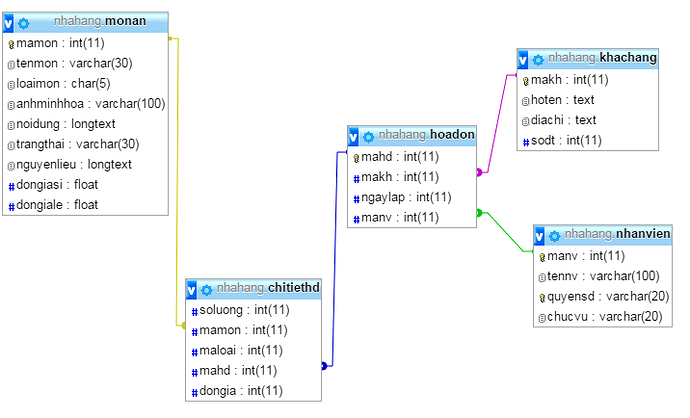 v nhahang.monan
mamon : int(11)
tenmon : varchar(30)
loaimon : char(5)
anhminhhoa : varchar(100)
noidung : longtext
trangthai : varchar(30)
nguyenlieu : longtext
# dongiasi : float
# dongiale : float
v nhahang.khachang
makh : int(11)
hoten : text
diachi : text
# sodt : int(11)
v nhahang.hoadon
mahd : int(11)
# makh : int(11)
# ngaylap : int(11)
# manv : int(11)
v nhahang.nhanvien
manv : int(11)
tennv : varchar(100)
quyensd : varchar(20)
chucvu : varchar(20)
v nhahang.chitiethd
# soluong : int(11)
# mamon : int(11)
# maloai : int(11)
# mahd : int(11)
# dongia : int(11)